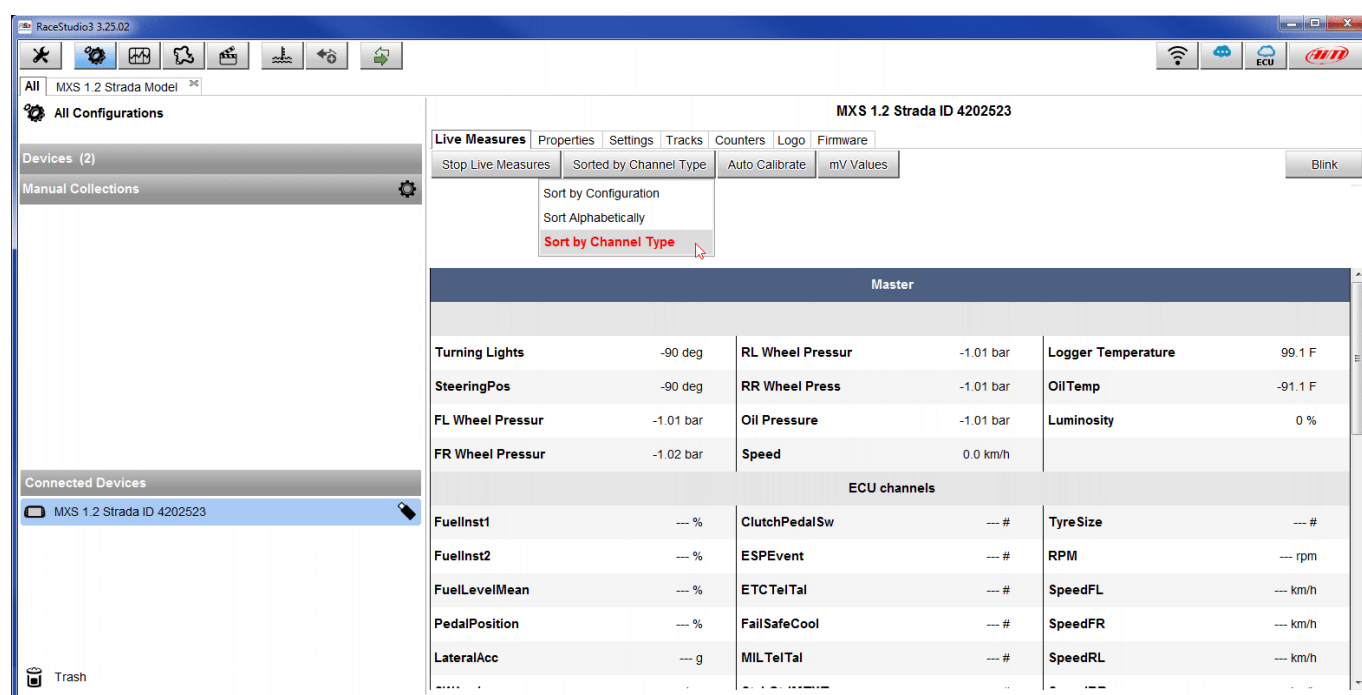 RaceStudio3 3.25.02
ECU
AiM
All MXS 1.2 Strada Model
All Configurations
MXS 1.2 Strada ID 4202523
Live Measures Properties Settings Tracks Counters Logo Firmware
Devices (2)
Stop Live Measures Sorted by Channel Type Auto Calibrate mV Values Blink
Manual Collections
Sort by Configuration
Sort Alphabetically
Sort by Channel Type
Master
Turning Lights -90 deg RL Wheel Pressur -1.01 bar Logger Temperature 99.1 F
SteeringPos -90 deg RR Wheel Press -1.01 bar OilTemp -91.1 F
FL Wheel Pressur -1.01 bar Oil Pressure -1.01 bar Luminosity 0 %
FR Wheel Pressur -1.02 bar Speed 0.0 km/h
Connected Devices
ECU channels
MXS 1.2 Strada ID 4202523
FuelInst1 --- % ClutchPedalSw --- # TyreSize --- #
FuelInst2 --- % ESPEvent --- # RPM --- rpm
FuelLevelMean --- % ETCTelTal --- # SpeedFL --- km/h
PedalPosition --- % FailSafeCool --- # SpeedFR --- km/h
LateralAcc --- g MILTelTal --- # SpeedRL --- km/h
Trash